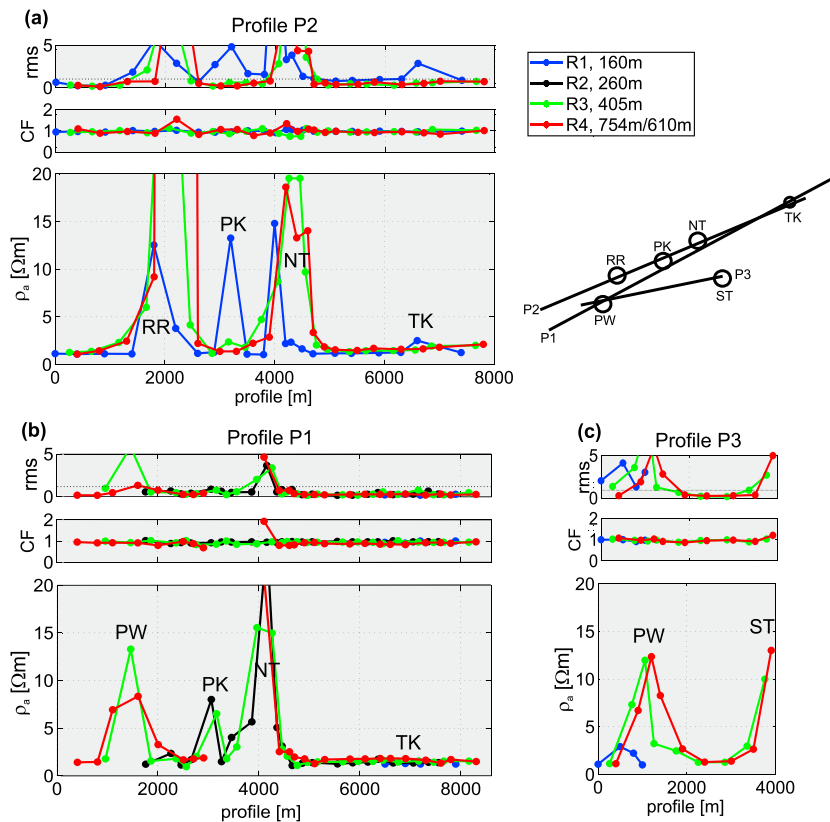 (a)
Profile P2
rms
5
0
CF
2
1
0
ρa [Ωm]
20
15
10
5
0
RR
PK
NT
TK
0
2000
4000
6000
8000
profile [m]
R1, 160m
R2, 260m
R3, 405m
R4, 754m/610m
RR
PK
NT
TK
P2
P1
PW
P3
ST
(b)
Profile P1
rms
5
0
CF
2
1
0
ρa [Ωm]
20
15
10
5
0
PW
PK
NT
TK
0
2000
4000
6000
8000
profile [m]
(c)
Profile P3
rms
5
0
CF
2
1
0
ρa [Ωm]
20
15
10
5
0
PW
ST
0
2000
4000
profile [m]